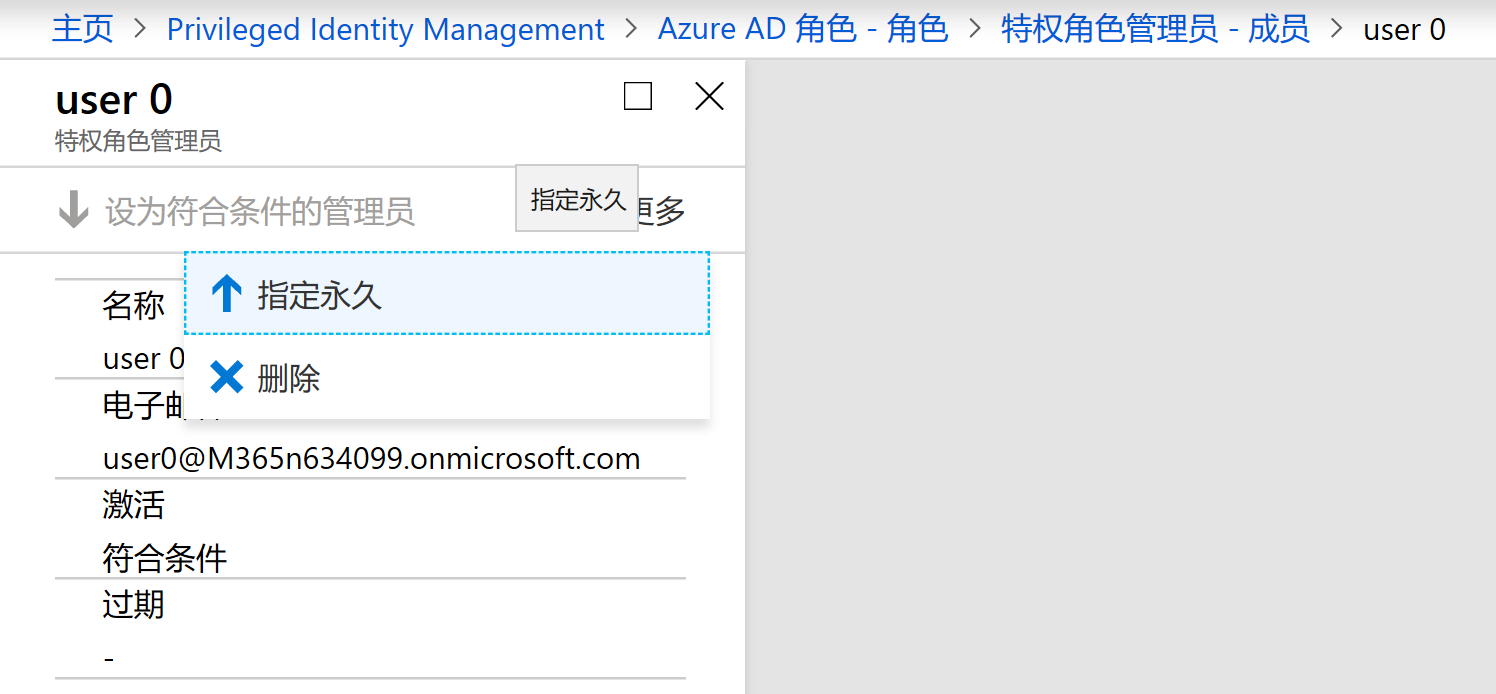 主页 > Privileged Identity Management > Azure AD 角色 - 角色 > 特权角色管理员 - 成员 > user 0
user 0
特权角色管理员
设为符合条件的管理员
指定永久
更多
指定永久
名称
删除
user 0
电子邮件
user0@M365n634099.onmicrosoft.com
激活
符合条件
过期
-